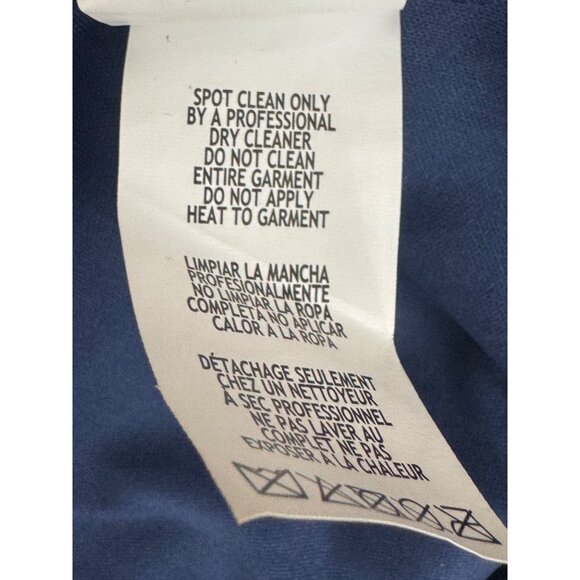 SPOT CLEAN ONLY
BY A PROFESSIONAL
DRY CLEANER
DO NOT CLEAN
ENTIRE GARMENT
DO NOT APPLY
HEAT TO GARMENT
LIMPIAR LA MANCHA
PROFESIONALMENTE
NO LIMPIAR LA ROPA
COMPLETA NO APLICAR
CALOR A LA ROPA
DÉTACHAGE SEULEMENT
CHEZ UN NETTOYEUR
À SEC PROFESSIONNEL
NE PAS LAVER AU
COMPLET NE PAS
EXPOSER À LA CHALEUR